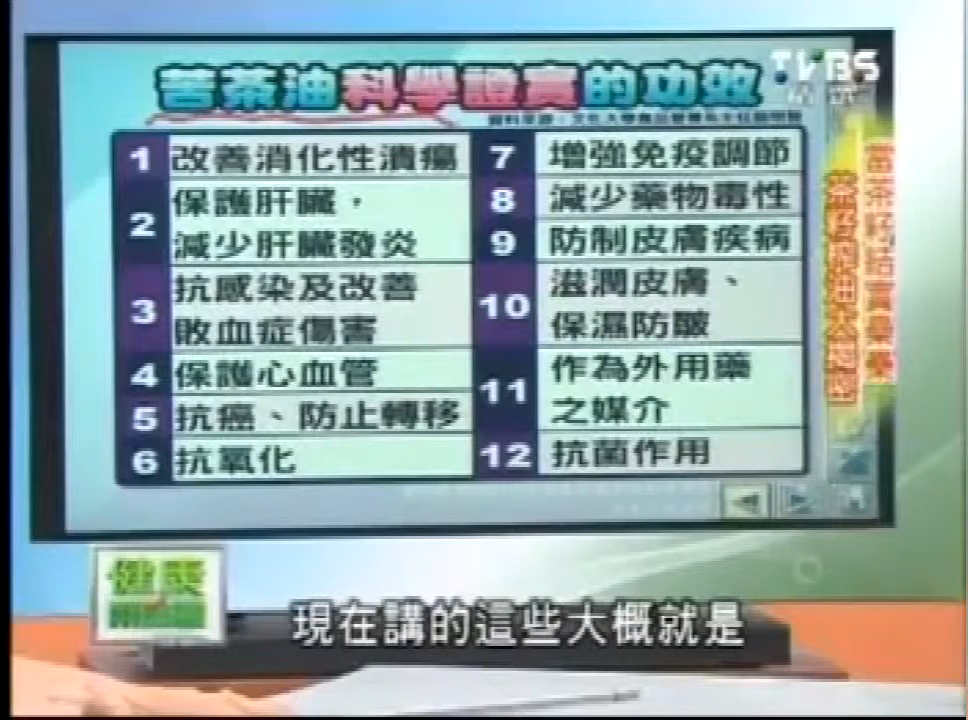 苦茶油科學證實的功效
TVBS
1 改善消化性潰瘍
2 保護肝臟，
減少肝臟發炎
3 抗感染及改善
敗血症傷害
4 保護心血管
5 抗癌、防止轉移
6 抗氧化
7 增強免疫調節
8 減少藥物毒性
9 防制皮膚疾病
10 滋潤皮膚、
保濕防皺
11 作為外用藥
之媒介
12 抗菌作用
健康
現在講的這些大概就是